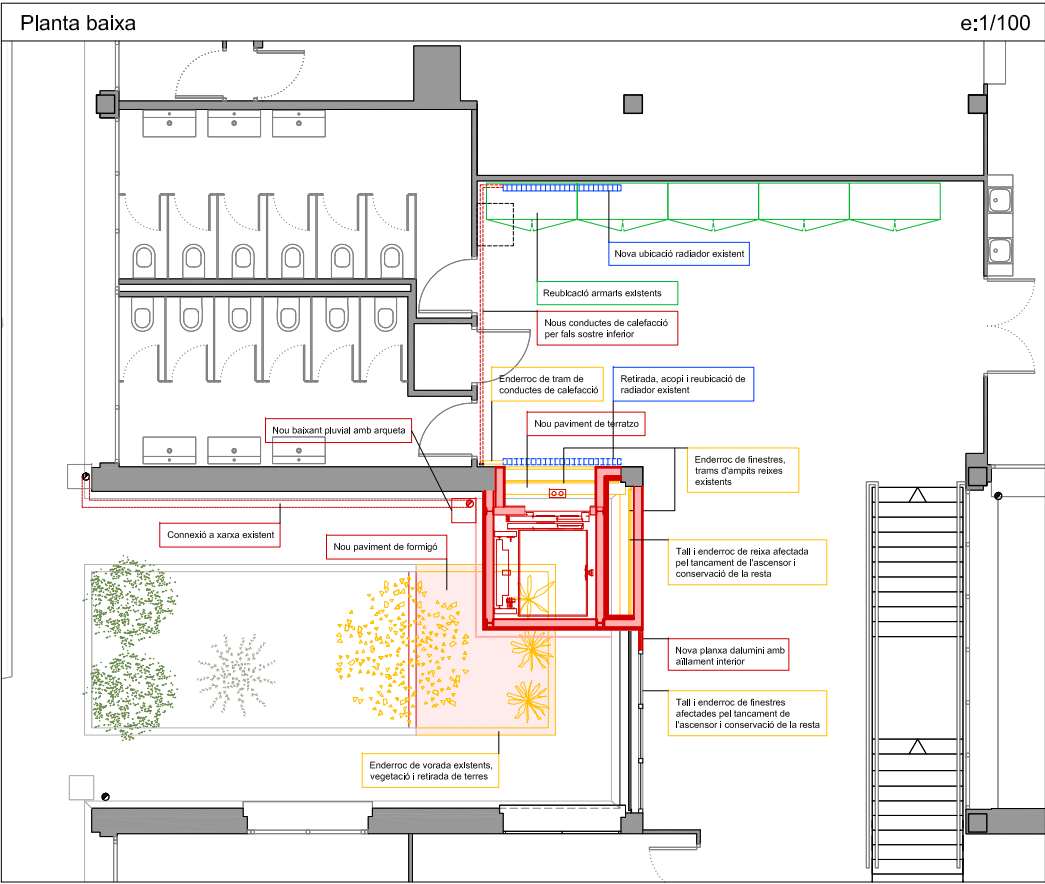 Planta baixa
e:1/100
Nova ubicació radiador existent
Reubicació armaris existents
Nous conductes de calefacció
per fals sostre inferior
Enderroc de tram de
conductes de calefacció
Retirada, acopi i reubicació de
radiador existent
Nou baixant pluvial amb arqueta
Nou paviment de terratzo
Enderroc de finestres,
trams d'ampits reixes
existents
Connexió a xarxa existent
Nou paviment de formigó
Tall i enderroc de reixa afectada
pel tancament de l'ascensor i
conservació de la resta
Nova planxa dalumini amb
aïllament interior
Tall i enderroc de finestres
afectades pel tancament de
l'ascensor i conservació de la resta
Enderroc de vorada existents,
vegetació i retirada de terres